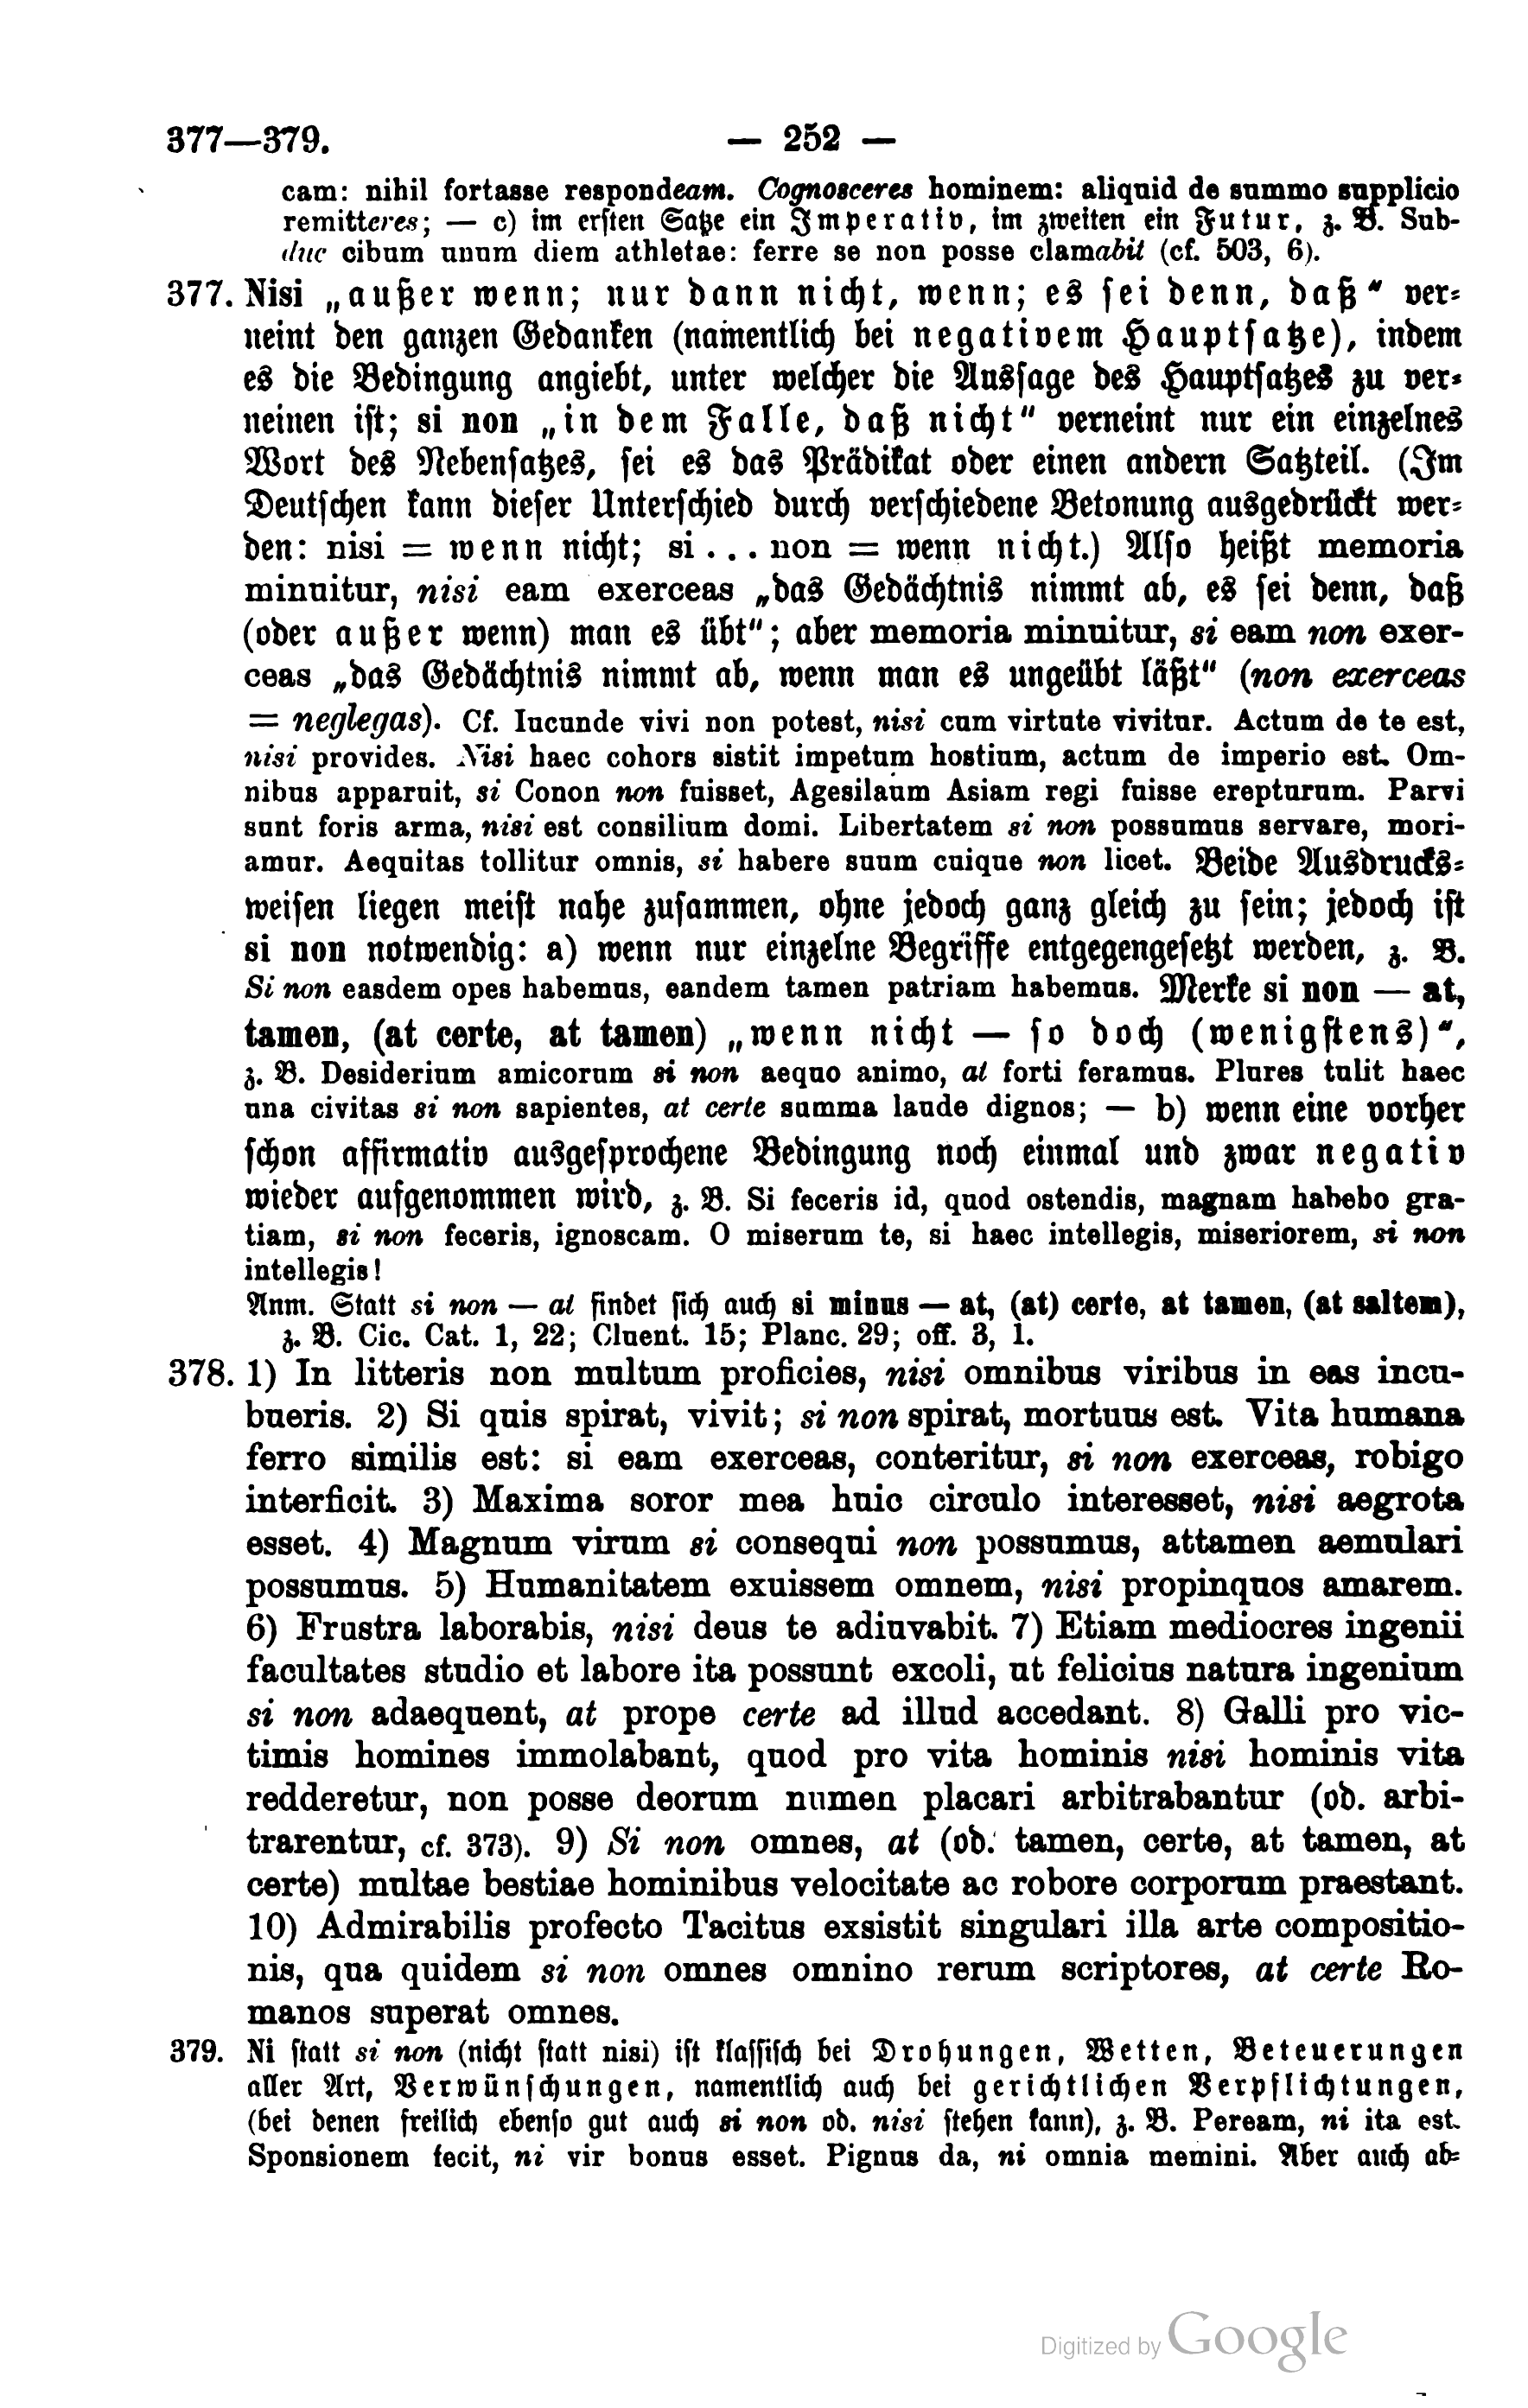 377—379. — 252 —
cam: nihil fortasse respondeam. Cognosceres hominem: aliquid de summo supplicio
remitteres; — c) im ersten Satze ein Imperativ, im zweiten ein Futur, z. B. Sub-
duc cibum unum diem athletae: ferre se non posse clamabit (cf. 503, 6).
377. Nisi „außer wenn; nur dann nicht, wenn; es sei denn, daß“ ver-
neint den ganzen Gedanken (namentlich bei negativem Hauptsatze), indem
es die Bedingung angiebt, unter welcher die Aussage des Hauptsatzes zu ver-
neinen ist; si non „in dem Falle, daß nicht“ verneint nur ein einzelnes
Wort des Nebensatzes, sei es das Prädikat oder einen andern Satzteil. (Im
Deutschen kann dieser Unterschied durch verschiedene Betonung ausgedrückt wer-
den: nisi = wenn nicht; si . . . non = wenn nicht.) Also heißt memoria
minuitur, nisi eam exerceas „das Gedächtnis nimmt ab, es sei denn, daß
(oder außer wenn) man es übt“; aber memoria minuitur, si eam non exer-
ceas „das Gedächtnis nimmt ab, wenn man es ungeübt läßt“ (non exerceas
= neglegas). Cf. Iucunde vivi non potest, nisi cum virtute vivitur. Actum de te est,
nisi provides. Nisi haec cohors sistit impetum hostium, actum de imperio est. Om-
nibus apparuit, si Conon non fuisset, Agesilaum Asiam regi fuisse erepturum. Parvi
sunt foris arma, nisi est consilium domi. Libertatem si non possumus servare, mori-
amur. Aequitas tollitur omnis, si habere suum cuique non licet. Beide Ausdrucks-
weisen liegen meist nahe zusammen, ohne jedoch ganz gleich zu sein; jedoch ist
si non notwendig: a) wenn nur einzelne Begriffe entgegengesetzt werden, z. B.
Si non easdem opes habemus, eandem tamen patriam habemus. Merke si non — at,
tamen, (at certe, at tamen) „wenn nicht — so doch (wenigstens)“,
z. B. Desiderium amicorum si non aequo animo, at forti feramus. Plures tulit haec
una civitas si non sapientes, at certe summa laude dignos; — b) wenn eine vorher
schon affirmativ ausgesprochene Bedingung noch einmal und zwar negativ
wieder aufgenommen wird, z. B. Si feceris id, quod ostendis, magnam habebo gra-
tiam, si non feceris, ignoscam. O miserum te, si haec intellegis, miseriorem, si non
intellegis!
Anm. Statt si non — at findet sich auch si minus — at, (at) certe, at tamen, (at saltem),
z. B. Cic. Cat. 1, 22; Cluent. 15; Planc. 29; off. 3, 1.
378. 1) In litteris non multum proficies, nisi omnibus viribus in eas incu-
bueris. 2) Si quis spirat, vivit; si non spirat, mortuus est. Vita humana
ferro similis est: si eam exerceas, conteritur, si non exerceas, robigo
interficit. 3) Maxima soror mea huic circulo interesset, nisi aegrota
esset. 4) Magnum virum si consequi non possumus, attamen aemulari
possumus. 5) Humanitatem exuissem omnem, nisi propinquos amarem.
6) Frustra laborabis, nisi deus te adiuvabit. 7) Etiam mediocres ingenii
facultates studio et labore ita possunt excoli, ut felicius natura ingenium
si non adaequent, at prope certe ad illud accedant. 8) Galli pro vic-
timis homines immolabant, quod pro vita hominis nisi hominis vita
redderetur, non posse deorum numen placari arbitrabantur (od. arbi-
trarentur, cf. 373). 9) Si non omnes, at (od. tamen, certe, at tamen, at
certe) multae bestiae hominibus velocitate ac robore corporum praestant.
10) Admirabilis profecto Tacitus exsistit singulari illa arte compositio-
nis, qua quidem si non omnes omnino rerum scriptores, at certe Ro-
manos superat omnes.
379. Ni statt si non (nicht statt nisi) ist klassisch bei Drohungen, Wetten, Beteuerungen
aller Art, Verwünschungen, namentlich auch bei gerichtlichen Verpflichtungen,
(bei denen freilich ebenso gut auch si non od. nisi stehen kann), z. B. Peream, ni ita est.
Sponsionem fecit, ni vir bonus esset. Pignus da, ni omnia memini. Aber auch ab-
Digitized by Google